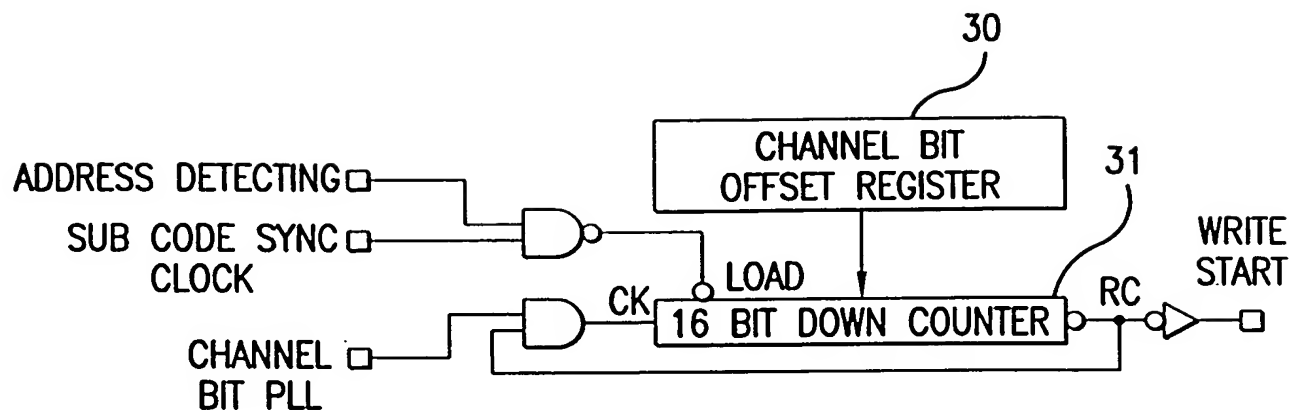 30
CHANNEL BIT
OFFSET REGISTER
31
ADDRESS DETECTING
SUB CODE SYNC
CLOCK
WRITE
START
LOAD
CK
RC
16 BIT DOWN COUNTER
CHANNEL
BIT PLL